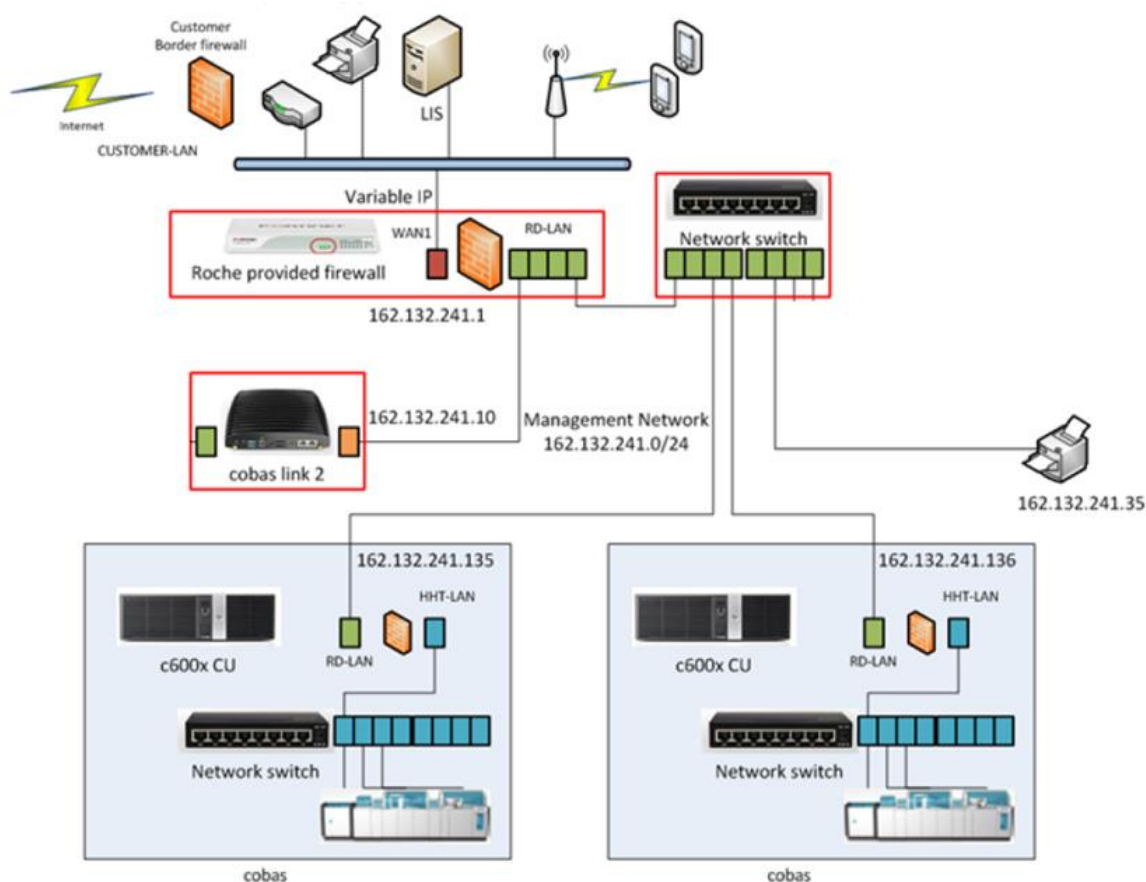 Customer
Border firewall
Internet
CUSTOMER-LAN
LIS
Variable IP
WAN1
RD-LAN
Network switch
FORTINET
Roche provided firewall
162.132.241.1
162.132.241.10
Management Network
162.132.241.0/24
cobas link 2
162.132.241.35
162.132.241.135
HHT-LAN
c600x CU
RD-LAN
Network switch
cobas
162.132.241.136
HHT-LAN
c600x CU
RD-LAN
Network switch
cobas